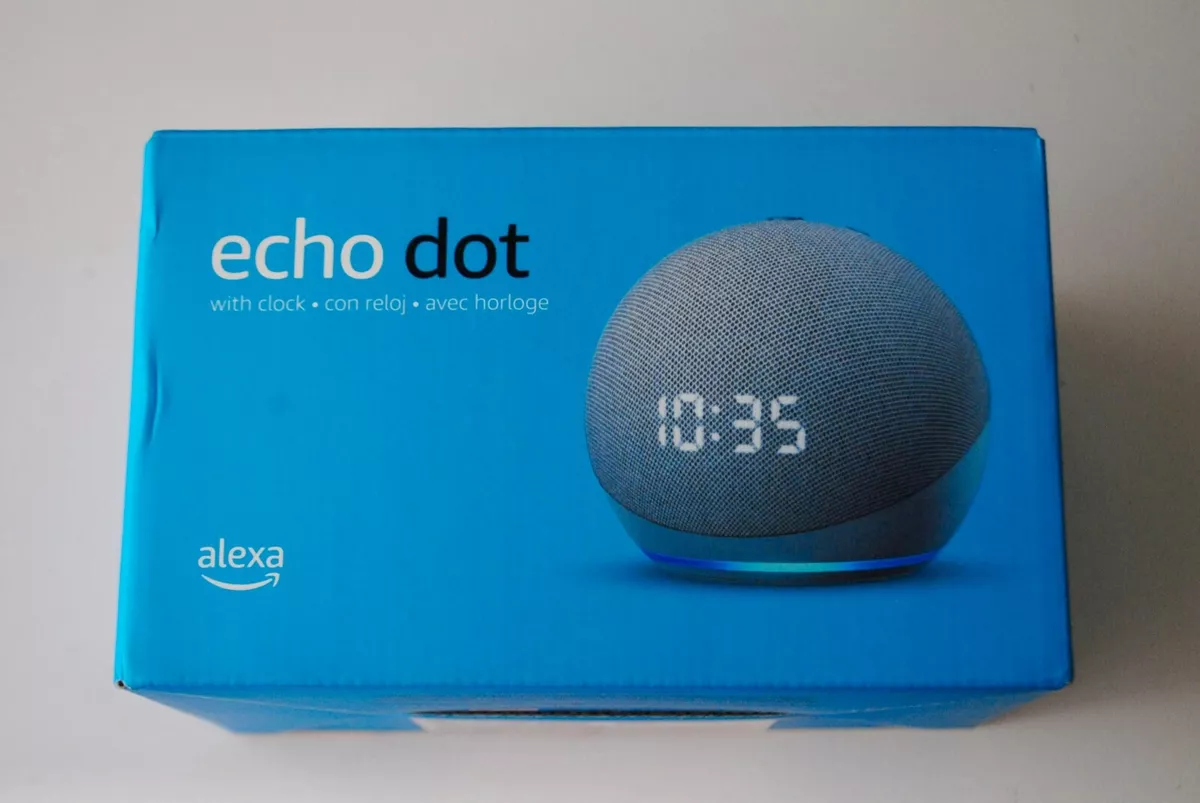 echo dot
with clock • con reloj • avec horloge
10:35
alexa